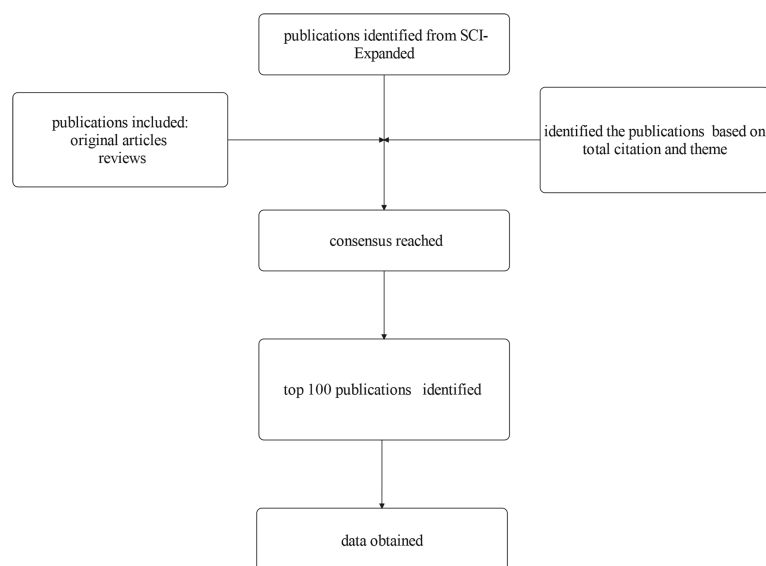 publications identified from SCI-
Expanded
publications included:
original articles
reviews
identified the publications based on
total citation and theme
consensus reached
top 100 publications identified
data obtained